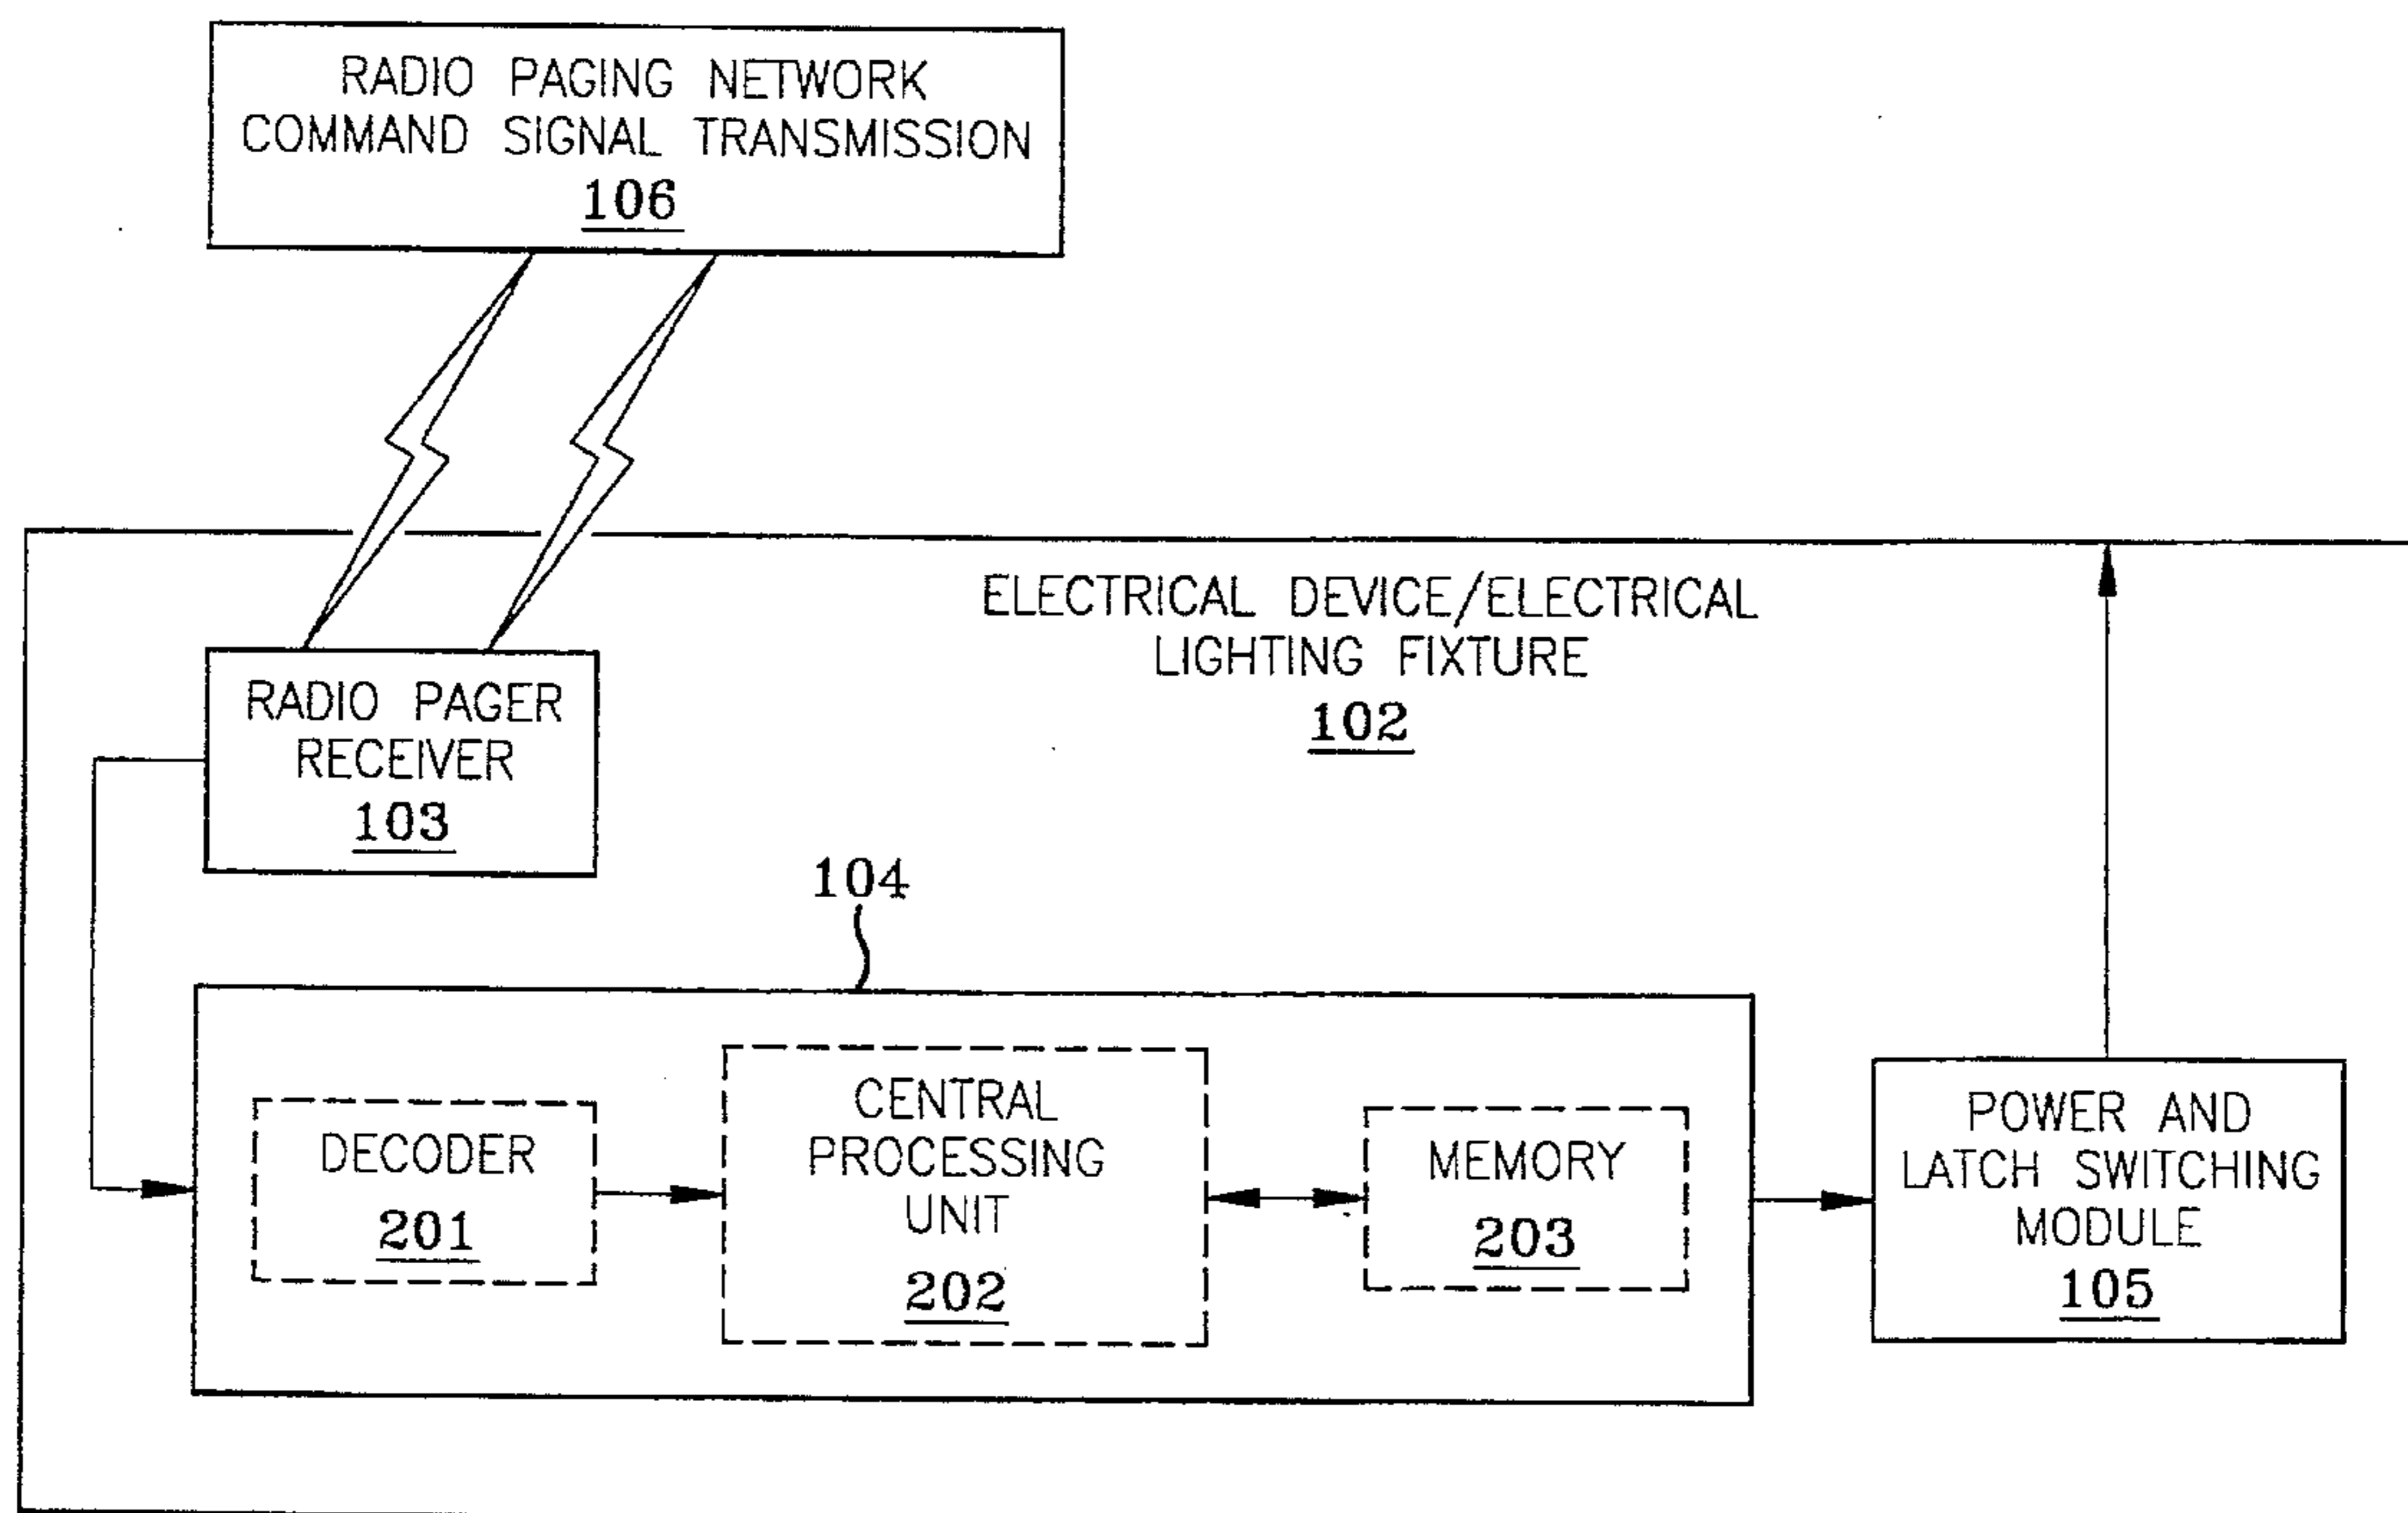 RADIO PAGING NETWORK
COMMAND SIGNAL TRANSMISSION
106
ELECTRICAL DEVICE/ELECTRICAL
LIGHTING FIXTURE
102
RADIO PAGER
RECEIVER
103
104
DECODER
201
CENTRAL
PROCESSING
UNIT
202
MEMORY
203
POWER AND
LATCH SWITCHING
MODULE
105